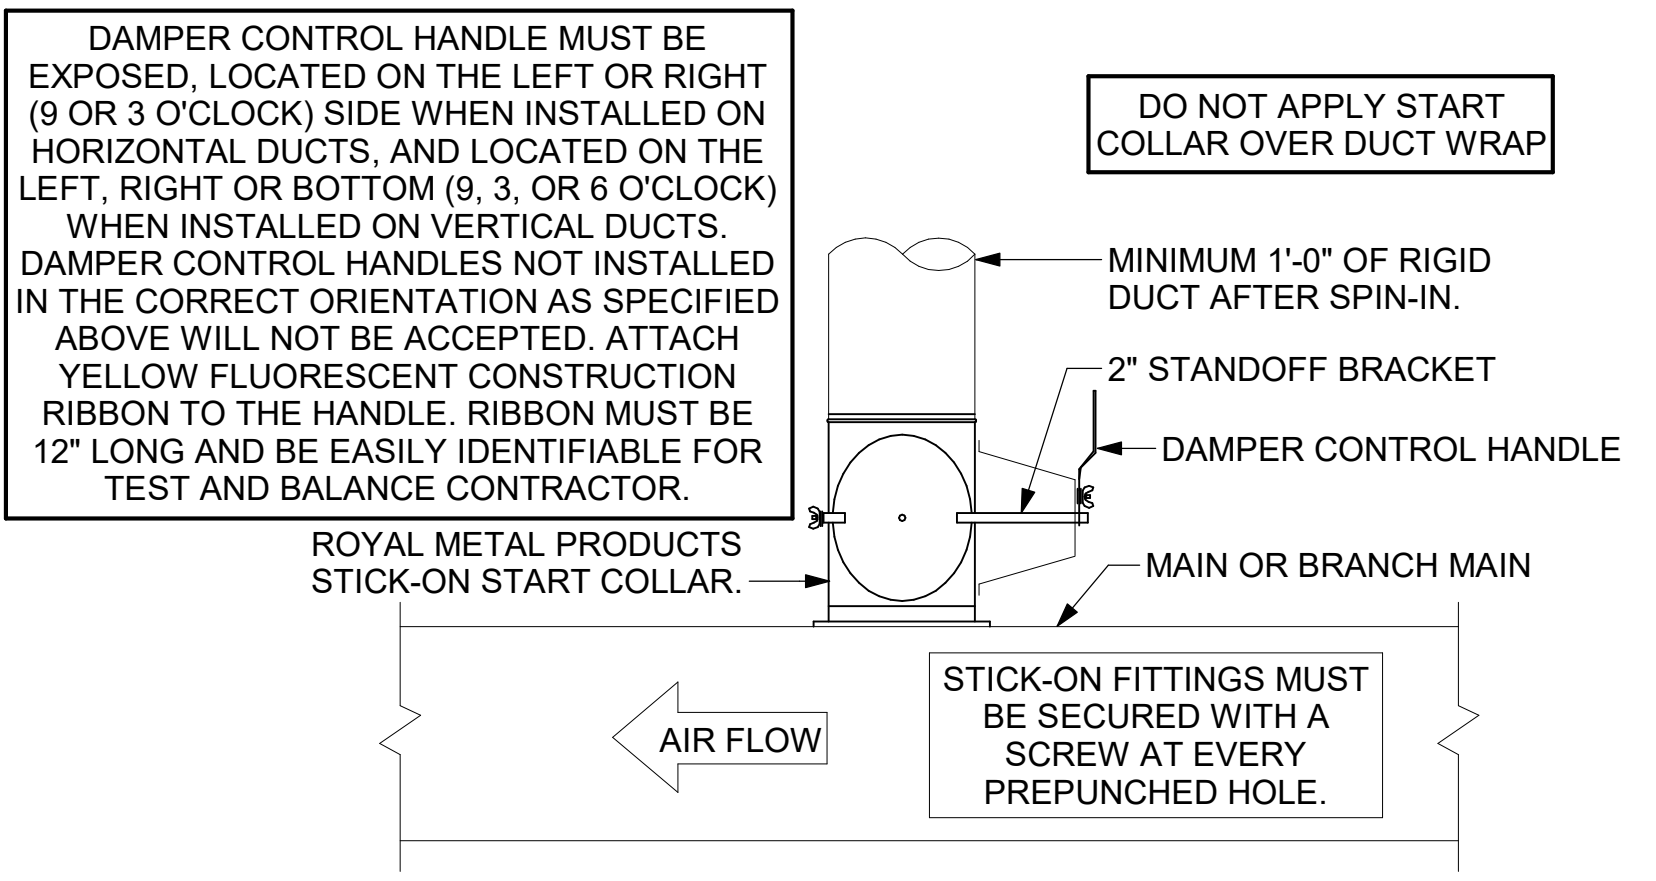 DAMPER CONTROL HANDLE MUST BE
EXPOSED, LOCATED ON THE LEFT OR RIGHT
(9 OR 3 O'CLOCK) SIDE WHEN INSTALLED ON
HORIZONTAL DUCTS, AND LOCATED ON THE
LEFT, RIGHT OR BOTTOM (9, 3, OR 6 O'CLOCK)
WHEN INSTALLED ON VERTICAL DUCTS.
DAMPER CONTROL HANDLES NOT INSTALLED
IN THE CORRECT ORIENTATION AS SPECIFIED
ABOVE WILL NOT BE ACCEPTED. ATTACH
YELLOW FLUORESCENT CONSTRUCTION
RIBBON TO THE HANDLE. RIBBON MUST BE
12" LONG AND BE EASILY IDENTIFIABLE FOR
TEST AND BALANCE CONTRACTOR.
DO NOT APPLY START
COLLAR OVER DUCT WRAP
MINIMUM 1'-0" OF RIGID
DUCT AFTER SPIN-IN.
2" STANDOFF BRACKET
DAMPER CONTROL HANDLE
ROYAL METAL PRODUCTS
STICK-ON START COLLAR.
MAIN OR BRANCH MAIN
AIR FLOW
STICK-ON FITTINGS MUST
BE SECURED WITH A
SCREW AT EVERY
PREPUNCHED HOLE.